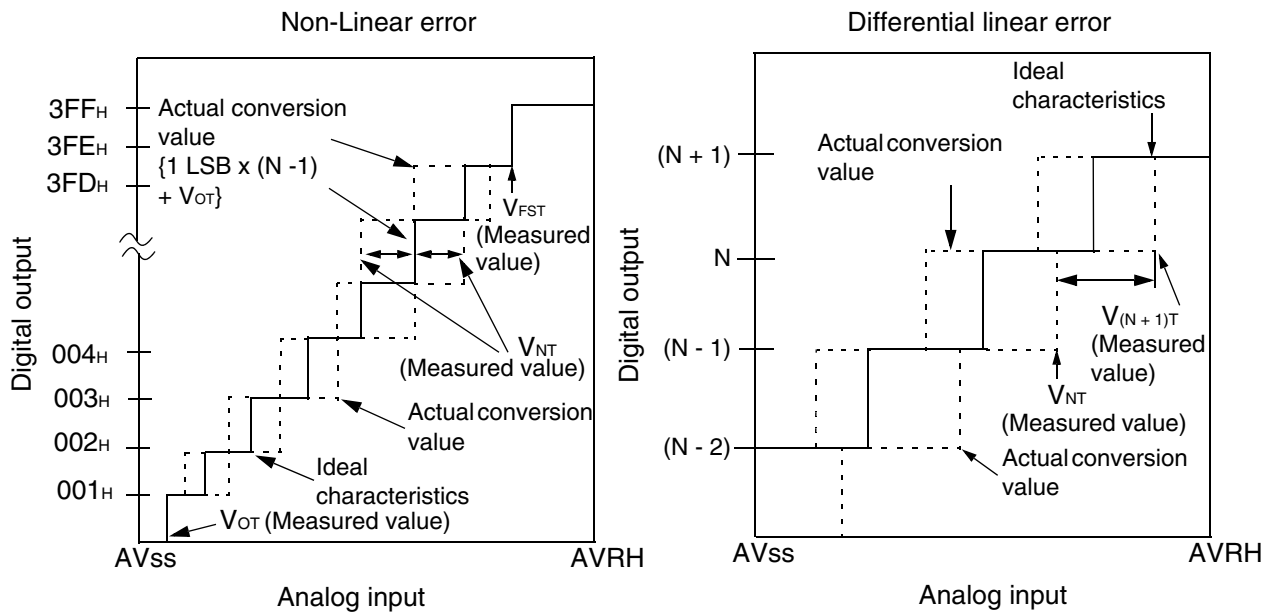 Non-Linear error
3FFH
3FEH
3FDH
004H
003H
002H
001H
Digital output
Actual conversion
value
{1 LSB x (N -1)
+ VOT}
VFST
(Measured
value)
VNT
(Measured value)
Actual conversion
value
Ideal
characteristics
VOT (Measured value)
AVss
AVRH
Analog input
Differential linear error
(N + 1)
N
(N - 1)
(N - 2)
Digital output
Ideal
characteristics
Actual conversion
value
V(N + 1)T
(Measured
value)
VNT
(Measured value)
Actual conversion
value
AVss
AVRH
Analog input